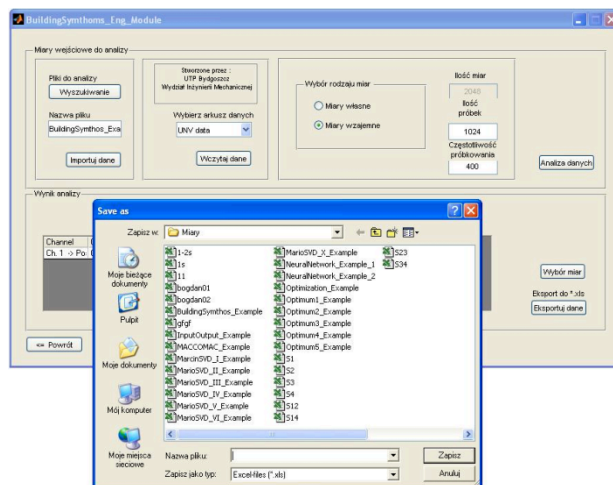 BuildingSymthoms_Eng_Module
Miary wejściowe do analizy
Pliki do analizy
Wyszukiwanie
Nazwa pliku
BuildingSymthos_Exa
Importuj dane
Stworzone przez :
UTP Bydgoszcz
Wydział Inżynierii Mechanicznej
Wybierz arkusz danych
UNV data
Wczytaj dane
Wybór rodzaju miar
Miary własne
Miary wzajemne
Ilość miar
2048
Ilość
próbek
1024
Częstotliwość
próbkowania
400
Analiza danych
Wynik analizy
Channel
Ch. 1 -> Po
Wybór miar
Eksport do *.xls
Eksportuj dane
<= Powrót
Save as
Zapisz w:
Miary
Moje bieżące
dokumenty
Pulpit
Moje dokumenty
Mój komputer
Moje miejsca
sieciowe
1-2s
1s
11
bogdan01
bogdan02
BuildingSymthos_Example
gfgf
InputOutput_Example
MACCOMAC_Example
MarcinSVD_I_Example
MarioSVD_II_Example
MarioSVD_III_Example
MarioSVD_IV_Example
MarioSVD_V_Example
MarioSVD_VI_Example
MarioSVD_X_Example
NeuralNetwork_Example_1
NeuralNetwork_Example_2
Optimization_Example
Optimum1_Example
Optimum2_Example
Optimum3_Example
Optimum4_Example
Optimum5_Example
S1
S2
S3
S4
S12
S14
S23
S34
Nazwa pliku:
Zapisz
Zapisz jako typ:
Excel-files (*.xls)
Anuluj